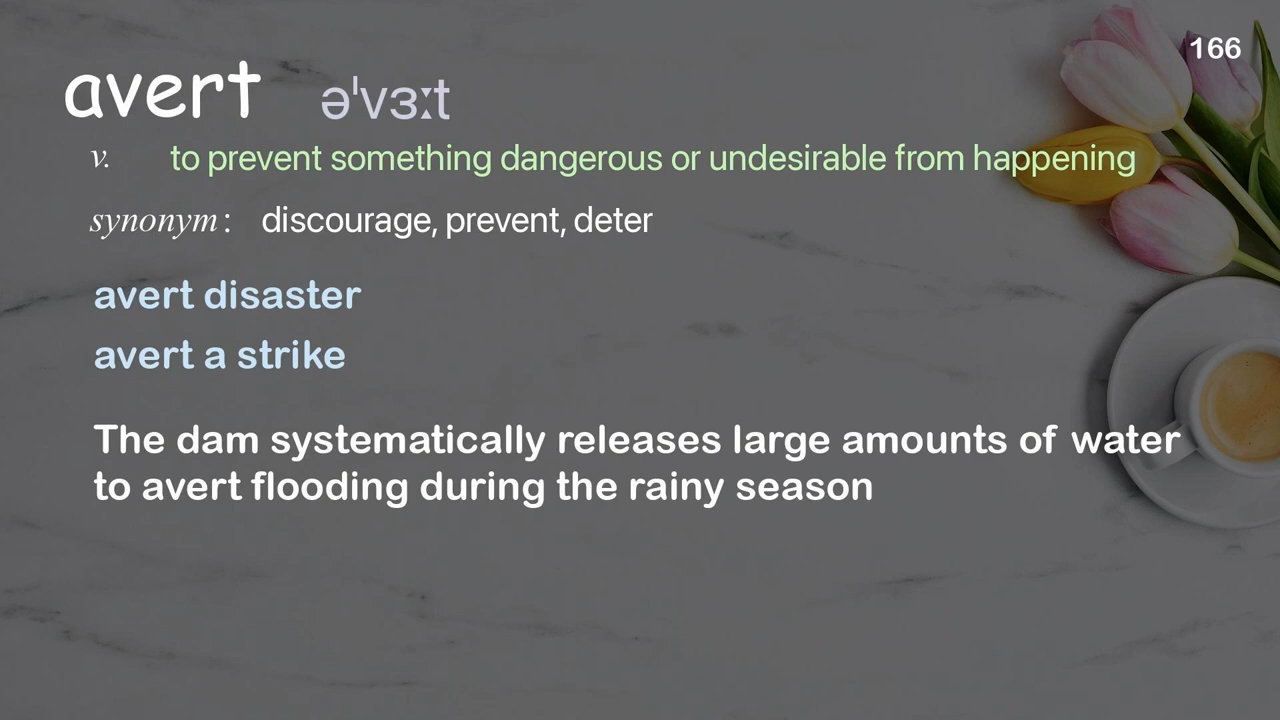 166
avert əˈvɜːt
v. to prevent something dangerous or undesirable from happening
synonym: discourage, prevent, deter
avert disaster
avert a strike
The dam systematically releases large amounts of water
to avert flooding during the rainy season